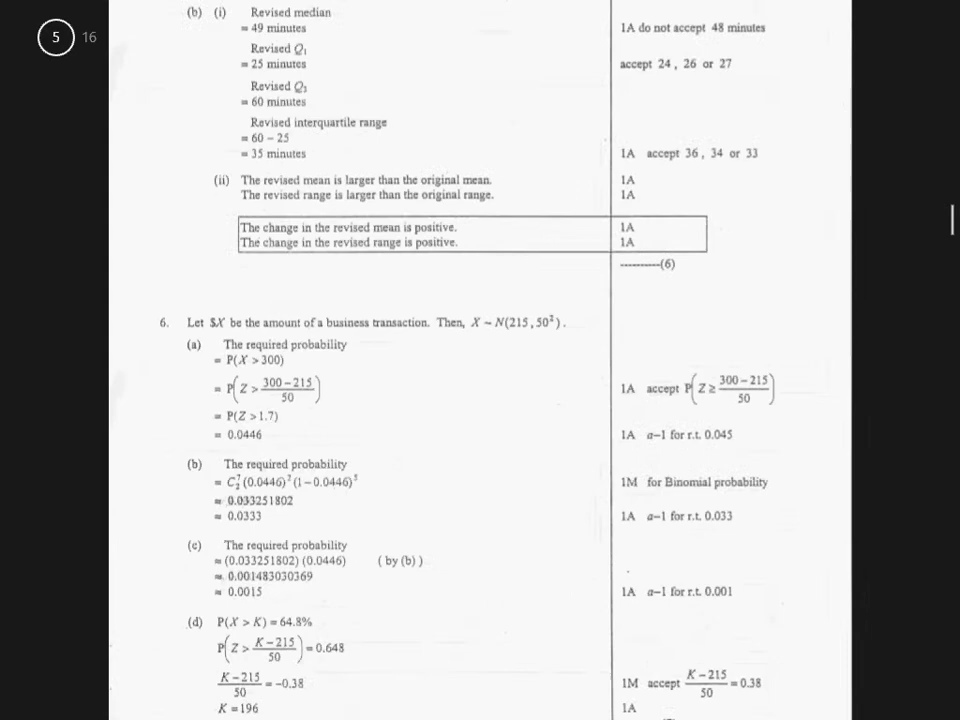 5 16
(b) (i) Revised median
= 49 minutes 1A do not accept 48 minutes
Revised Q₁
= 25 minutes accept 24 , 26 or 27
Revised Q₃
= 60 minutes
Revised interquartile range
= 60 − 25
= 35 minutes 1A accept 36 , 34 or 33
(ii) The revised mean is larger than the original mean. 1A
The revised range is larger than the original range. 1A
The change in the revised mean is positive. 1A
The change in the revised range is positive. 1A
----------(6)
6. Let $X be the amount of a business transaction. Then, X ~ N(215 , 50²) .
(a) The required probability
= P(X > 300)
= P(Z > (300 − 215)/50) 1A accept P(Z ≥ (300 − 215)/50)
= P(Z > 1.7)
= 0.0446 1A a−1 for r.t. 0.045
(b) The required probability
= C⁷₂ (0.0446)² (1 − 0.0446)⁵ 1M for Binomial probability
≈ 0.033251802
≈ 0.0333 1A a−1 for r.t. 0.033
(c) The required probability
≈ (0.033251802) (0.0446) ( by (b) )
≈ 0.001483030369
≈ 0.0015 1A a−1 for r.t. 0.001
(d) P(X > K) = 64.8%
P(Z > (K − 215)/50) = 0.648
(K − 215)/50 = −0.38 1M accept (K − 215)/50 = 0.38
K = 196 1A